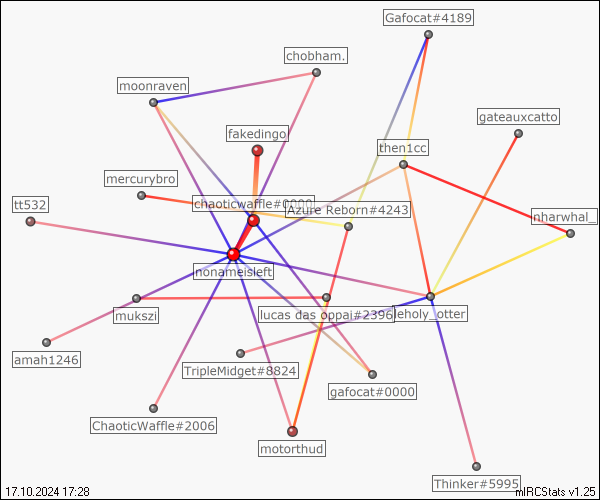 Gafocat#4189
chobham.
moonraven
gateauxcatto
fakedingo
then1cc
mercurybro
tt532
chaoticwaffle#0000
Azure Reborn#4243
nharwhal_
nonameisleft
mukszi
lucas das oppai#2396
leholy_otter
amah1246
TripleMidget#8824
gafocat#0000
ChaoticWaffle#2006
motorthud
Thinker#5995
17.10.2024 17:28
mIRCStats v1.25